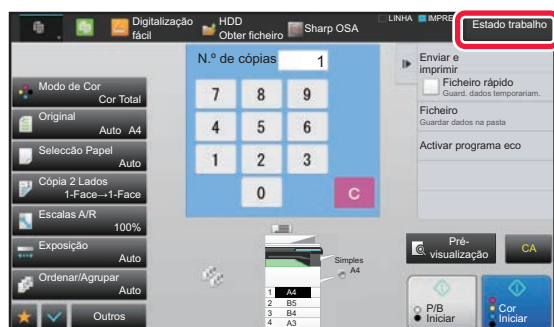 Digitalização
fácil
HDD
Obter ficheiro
Sharp OSA
LINHA
IMPRE
Estado trabalho
N.º de cópias
1
Modo de Cor
Cor Total
Original
Auto A4
Selecção Papel
Auto
Cópia 2 Lados
1-Face→1-Face
Escalas A/R
100%
Exposição
Auto
Ordenar/Agrupar
Auto
Outros
7 8 9
4 5 6
1 2 3
0 C
Simples
A4
1 A4
2 B5
3 B4
4 A3
Enviar e
imprimir
Ficheiro rápido
Guard. dados temporariam.
Ficheiro
Guardar dados na pasta
Activar programa eco
Pré-
visualização
CA
P/B
Iniciar
Cor
Iniciar